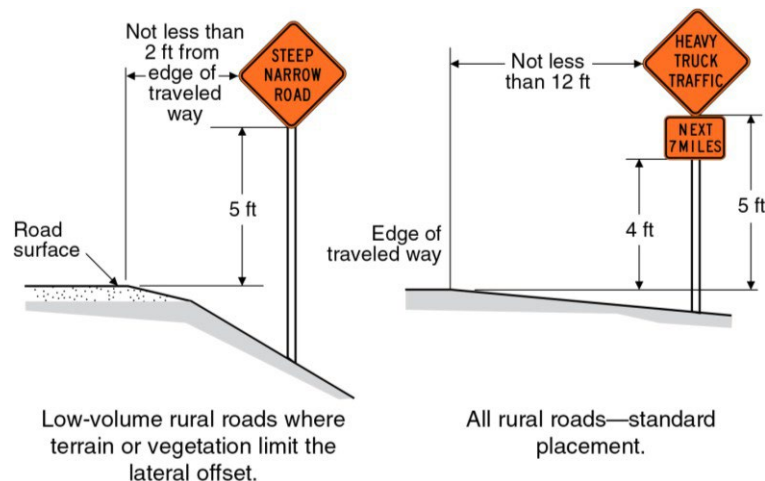 Not less than
2 ft from
edge of
traveled
way
STEEP
NARROW
ROAD
5 ft
Road
surface
Low-volume rural roads where
terrain or vegetation limit the
lateral offset.
Not less
than 12 ft
HEAVY
TRUCK
TRAFFIC
NEXT
7 MILES
4 ft
5 ft
Edge of
traveled way
All rural roads—standard
placement.